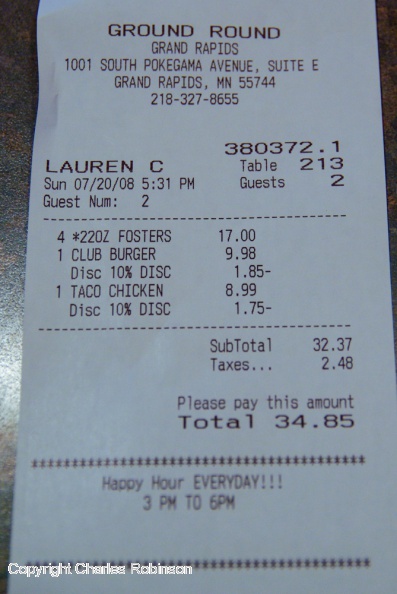 GROUND ROUND
GRAND RAPIDS
1001 SOUTH POKEGAMA AVENUE, SUITE E
GRAND RAPIDS, MN 55744
218-327-8655
380372.1
LAUREN C Table 213
Sun 07/20/08 5:31 PM Guests 2
Guest Num: 2
4 *22OZ FOSTERS 17.00
1 CLUB BURGER 9.98
Disc 10% DISC 1.85-
1 TACO CHICKEN 8.99
Disc 10% DISC 1.75-
SubTotal 32.37
Taxes... 2.48
Please pay this amount
Total 34.85
Happy Hour EVERYDAY!!!
3 PM TO 6PM
Copyright Charles Robinson